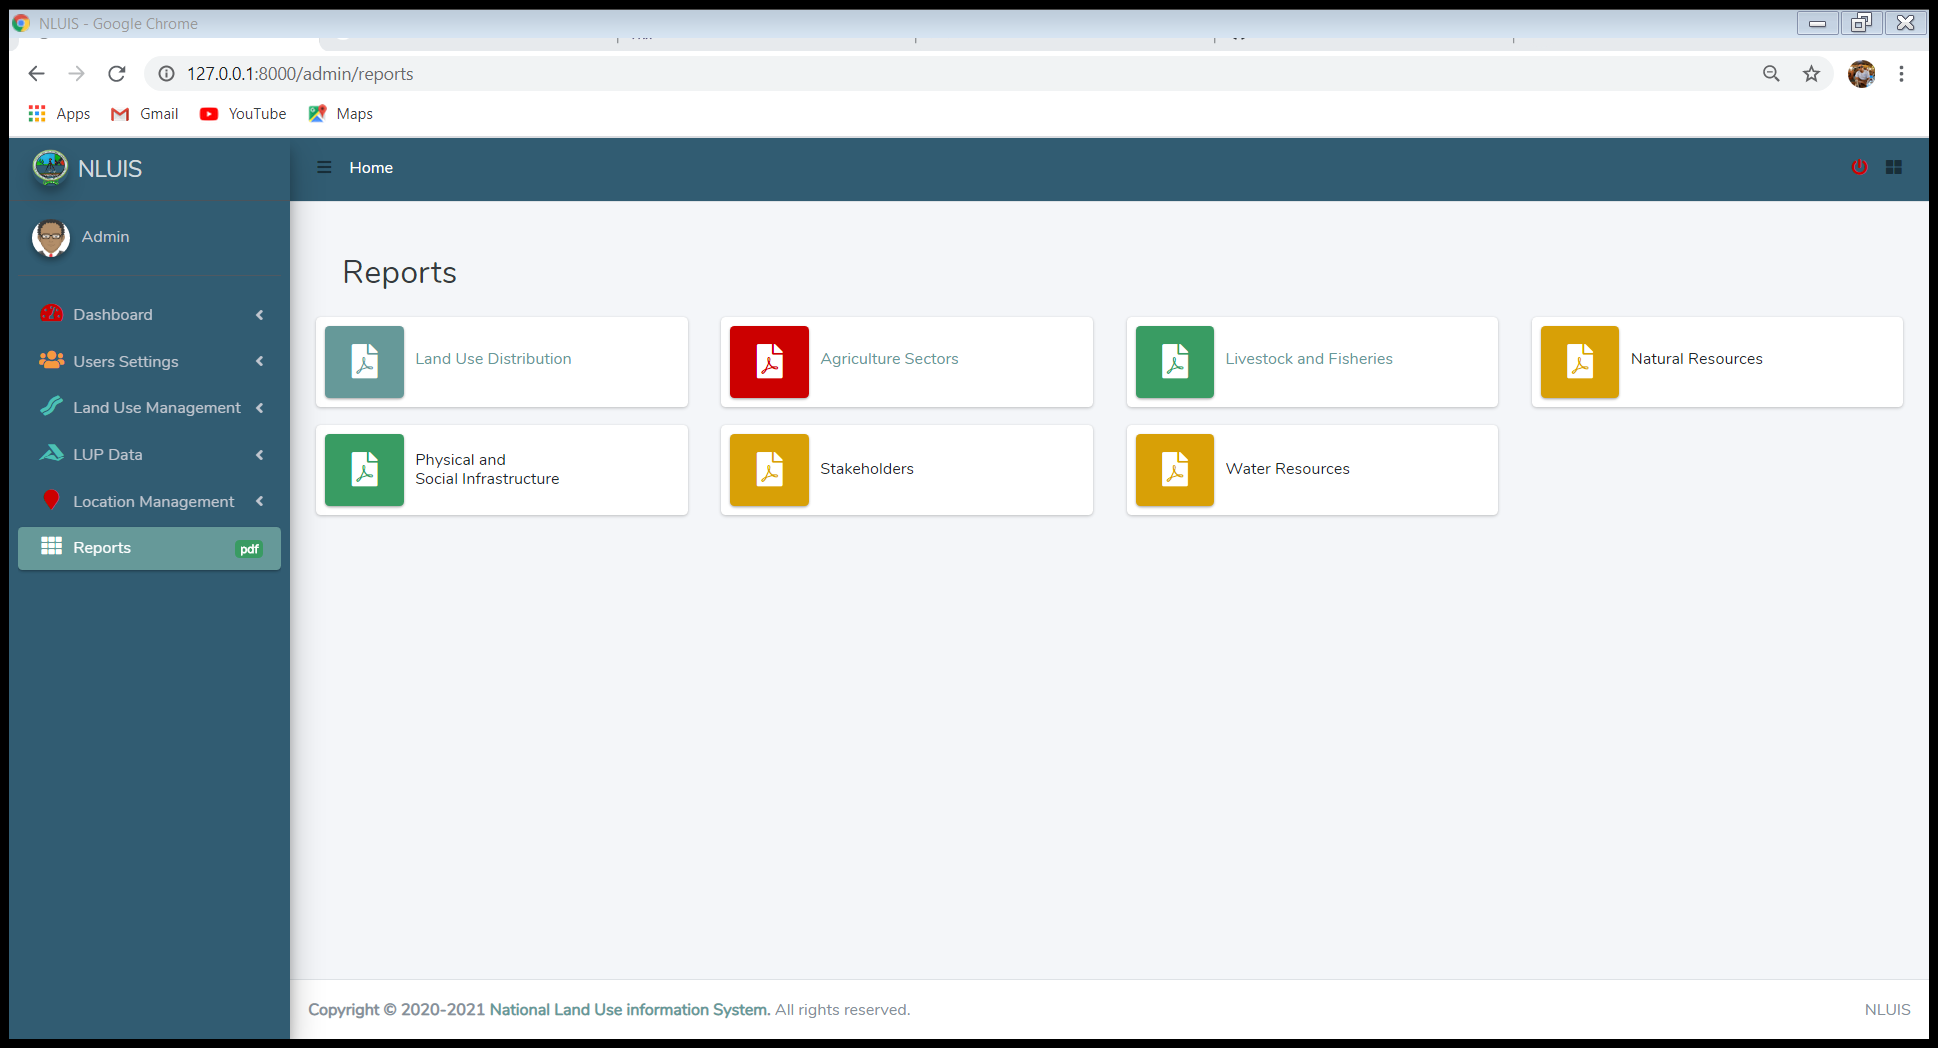 NLUIS - Google Chrome
127.0.0.1:8000/admin/reports
Apps Gmail YouTube Maps
NLUIS
Home
Admin
Dashboard
Users Settings
Land Use Management
LUP Data
Location Management
Reports pdf
Reports
Land Use Distribution
Agriculture Sectors
Livestock and Fisheries
Natural Resources
Physical and
Social Infrastructure
Stakeholders
Water Resources
Copyright © 2020-2021 National Land Use information System. All rights reserved.
NLUIS